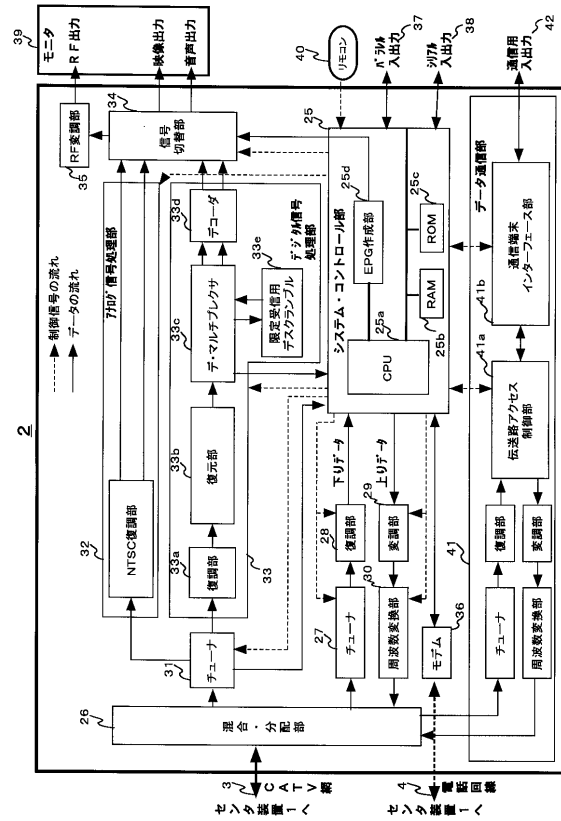 2
----► 制御信号の流れ
──► データの流れ
39
モニタ
RF出力
映像出力
音声出力
35
RF変調部
34
信号
切替部
32
アナログ信号処理部
NTSC復調部
33
33a
復調部
33b
復元部
33c
デ・マルチプレクサ
33d
デコーダ
33e
限定受信用
デスクランブル
デジタル信号
処理部
31
チューナ
26
混合・分配部
3
CATV網
センタ装置1へ
4
電話回線
センタ装置1へ
25
システム・コントロール部
25a
CPU
25b
RAM
25c
ROM
25d
EPG作成部
40
リモコン
37
パラレル
入出力
38
シリアル
入出力
27
チューナ
28
復調部
下りデータ
29
変調部
上りデータ
30
周波数変換部
36
モデム
41
データ通信部
チューナ
復調部
変調部
周波数変換部
41a
伝送路アクセス
制御部
41b
通信端末
インターフェース部
42
通信用
入出力